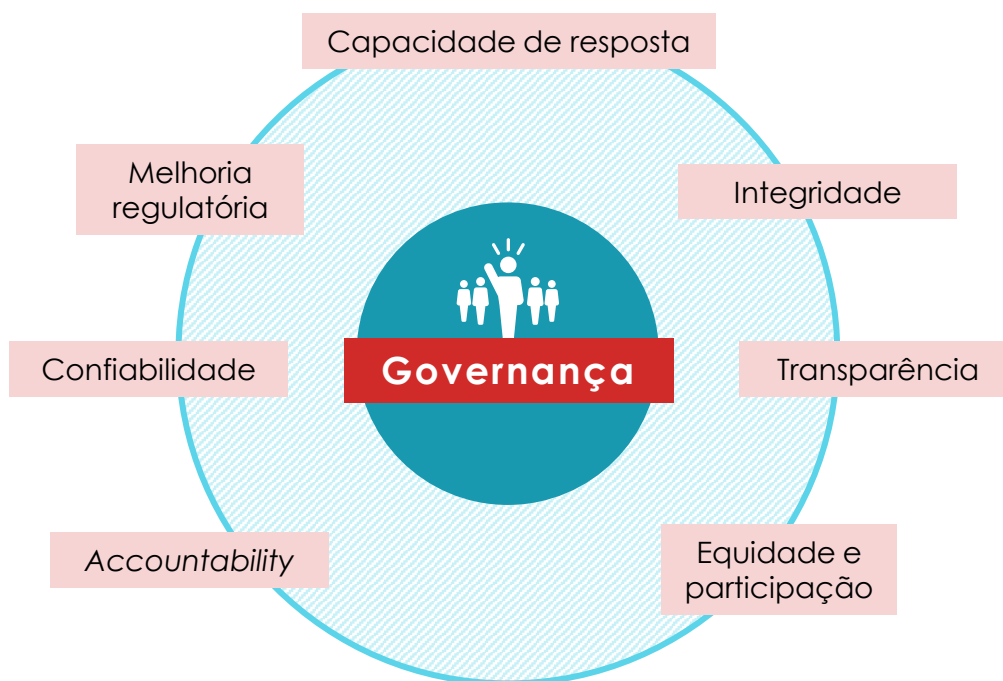 Capacidade de resposta
Melhoria
regulatória
Integridade
Confiabilidade
Governança
Transparência
Accountability
Equidade e
participação